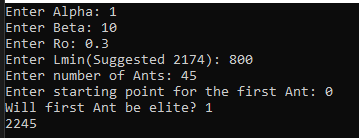 Enter Alpha: 1
Enter Beta: 10
Enter Ro: 0.3
Enter Lmin(Suggested 2174): 800
Enter number of Ants: 45
Enter starting point for the first Ant: 0
Will first Ant be elite? 1
2245